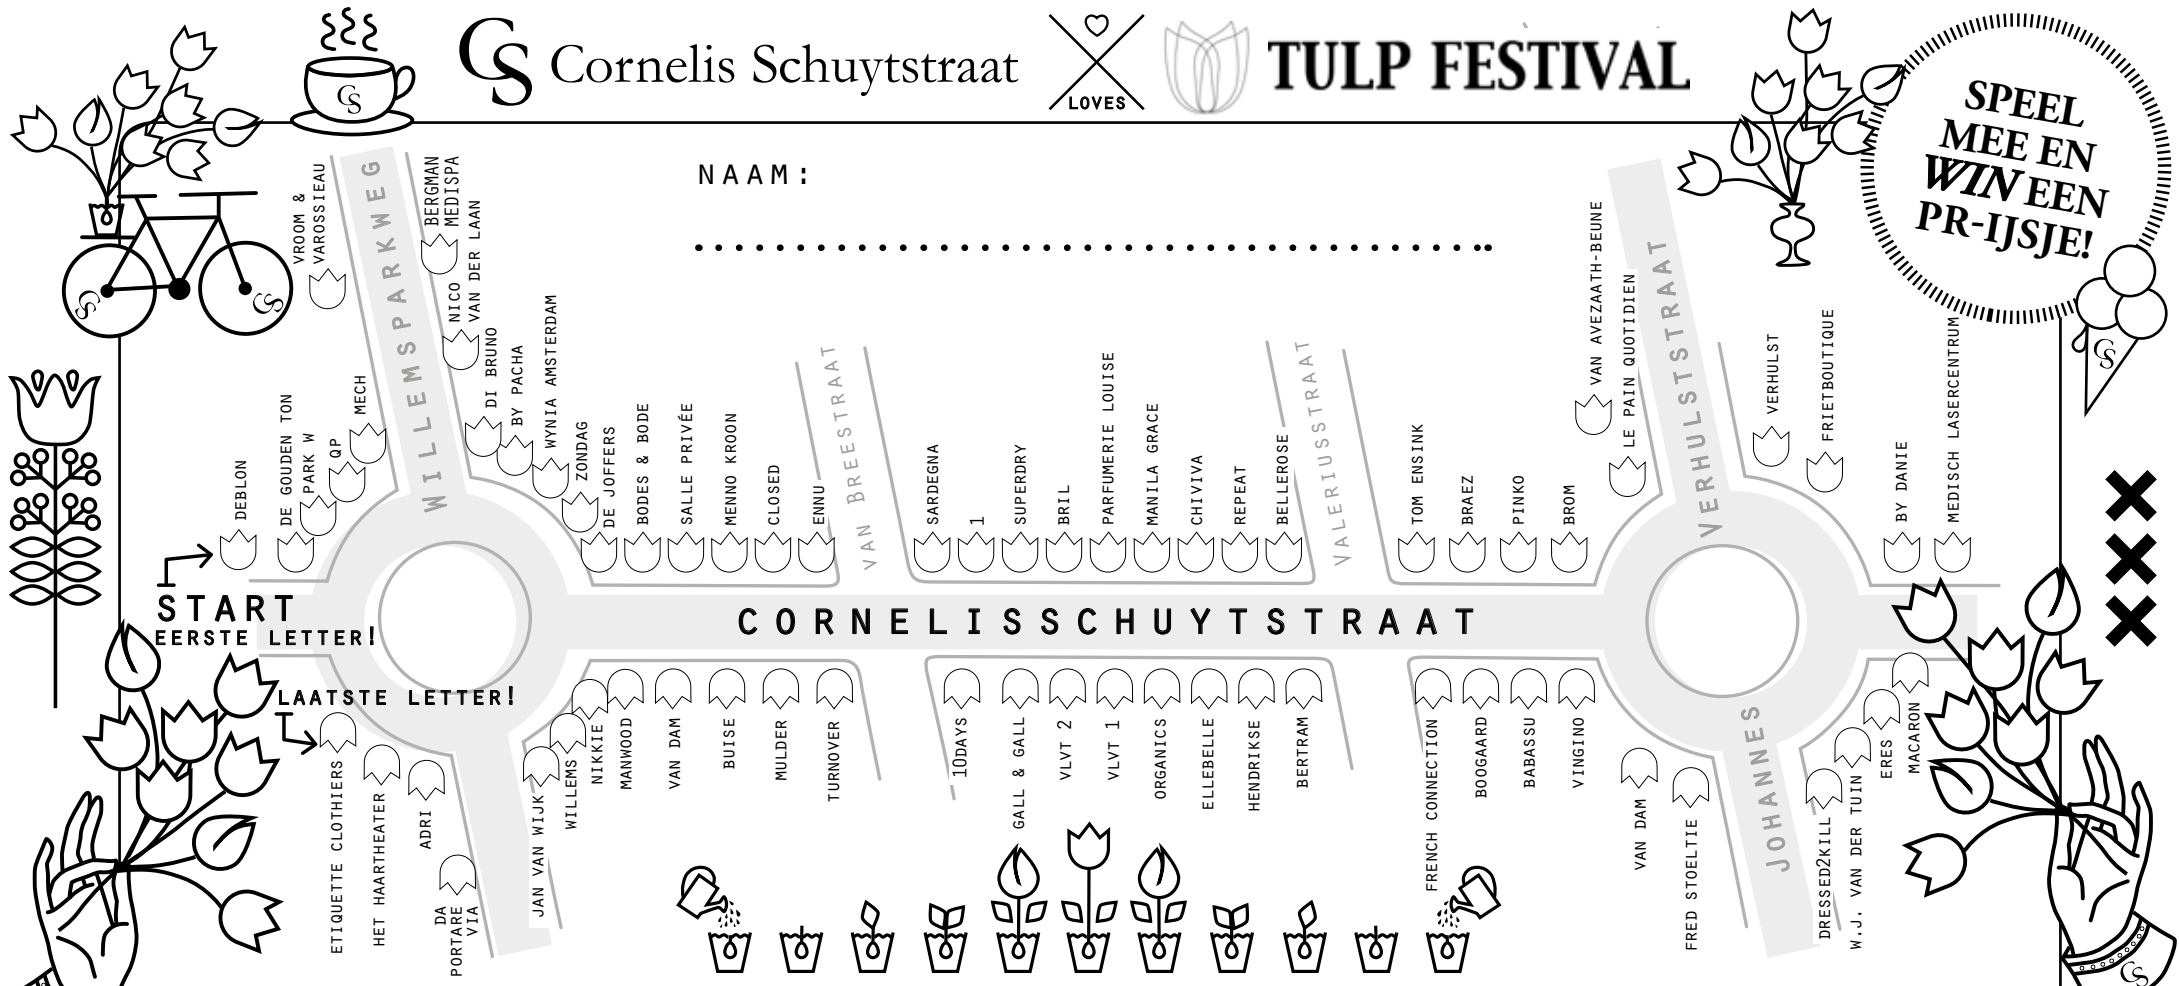 CS Cornelis Schuytstraat
LOVES
TULP FESTIVAL
SPEEL
MEE EN
WIN EEN
PR-IJSJE!
CS
CS
CS
CS
NAAM:
START
EERSTE LETTER!
LAATSTE LETTER!
WILLEMSPARKWEG
VAN BREESTRAAT
VALERIUSSTRAAT
VERHULSTSTRAAT
JOHANNES
CORNELISSCHUYTSTRAAT
DEBLON
DE GOUDEN TON
PARK W
QP
MECH
VROOM &
VAROSSIEAU
BERGMAN
MEDISPA
NICO
VAN DER LAAN
DI BRUNO
BY PACHA
WYNIA AMSTERDAM
ZONDAG
DE JOFFERS
BODES & BODE
SALLE PRIVÉE
MENNO KROON
CLOSED
ENNU
SARDEGNA
1
SUPERDRY
BRIL
PARFUMERIE LOUISE
MANILA GRACE
CHIVIVA
REPEAT
BELLEROSE
TOM ENSINK
BRAEZ
PINKO
BROM
LE PAIN QUOTIDIEN
VAN AVEZAATH-BEUNE
VERHULST
FRIETBOUTIQUE
BY DANIE
MEDISCH LASERCENTRUM
ETIQUETTE CLOTHIERS
HET HAARTHEATER
ADRI
DA
PORTARE
VIA
JAN VAN WIJK
WILLEMS
NIKKIE
MANWOOD
VAN DAM
BUISE
MULDER
TURNOVER
10DAYS
GALL & GALL
VLVT 2
VLVT 1
ORGANICS
ELLEBELLE
HENDRIKSE
BERTRAM
FRENCH CONNECTION
BOOGAARD
BABASSU
VINGINO
VAN DAM
FRED STOELTIE
DRESSED2KILL
W.J. VAN DER TUIN
ERES
MACARON
CS